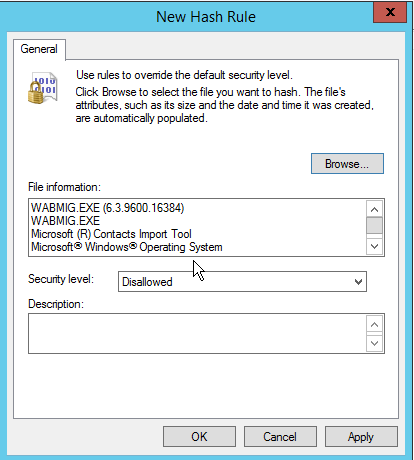 New Hash Rule
x
General
1010
0101
Use rules to override the default security level.
Click Browse to select the file you want to hash. The file's
attributes, such as its size and the date and time it was created,
are automatically populated.
Browse...
File information:
WABMIG.EXE (6.3.9600.16384)
WABMIG.EXE
Microsoft (R) Contacts Import Tool
Microsoft® Windows® Operating System
Security level:
Disallowed
Description:
OK
Cancel
Apply